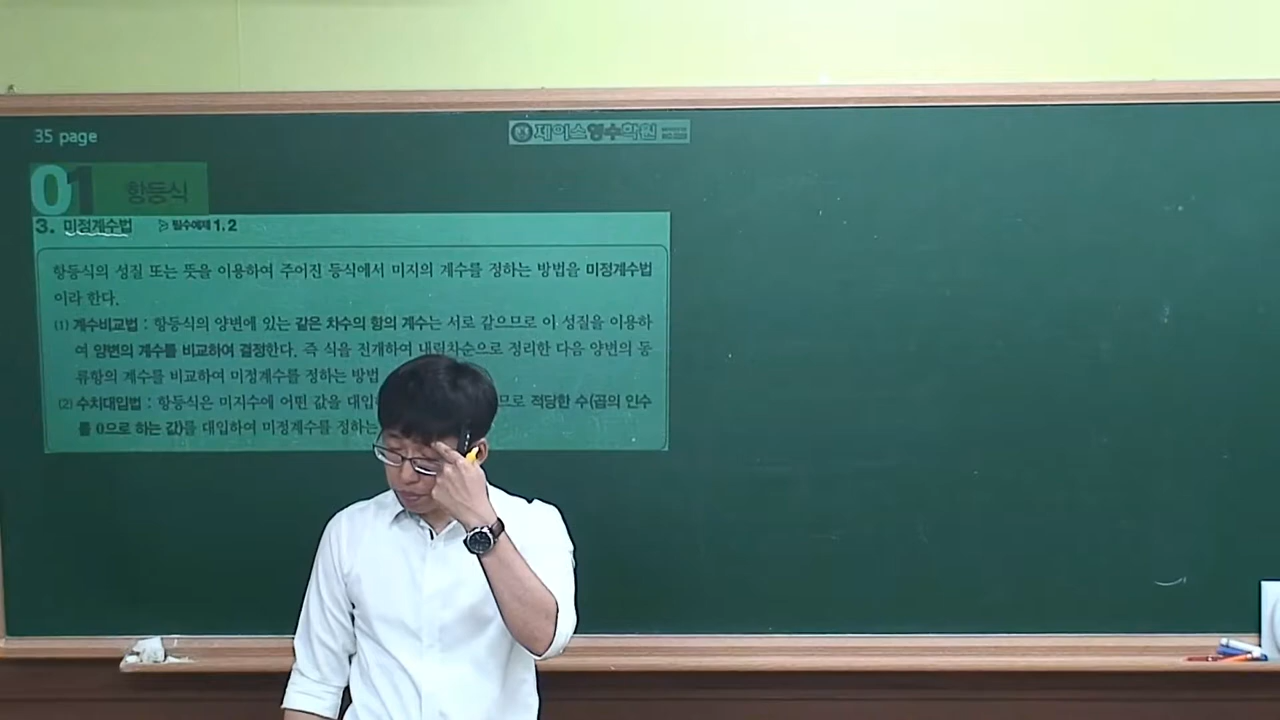 35 page
제이스영수학원
01 항등식
3. 미정계수법 ▷ 필수예제 1, 2
항등식의 성질 또는 뜻을 이용하여 주어진 등식에서 미지의 계수를 정하는 방법을 미정계수법
이라 한다.
(1) 계수비교법 : 항등식의 양변에 있는 같은 차수의 항의 계수는 서로 같으므로 이 성질을 이용하
여 양변의 계수를 비교하여 결정한다. 즉 식을 전개하여 내림차순으로 정리한 다음 양변의 동
류항의 계수를 비교하여 미정계수를 정하는 방법
(2) 수치대입법 : 항등식은 미지수에 어떤 값을 대입 므로 적당한 수(곱의 인수
를 0으로 하는 값)를 대입하여 미정계수를 정하는